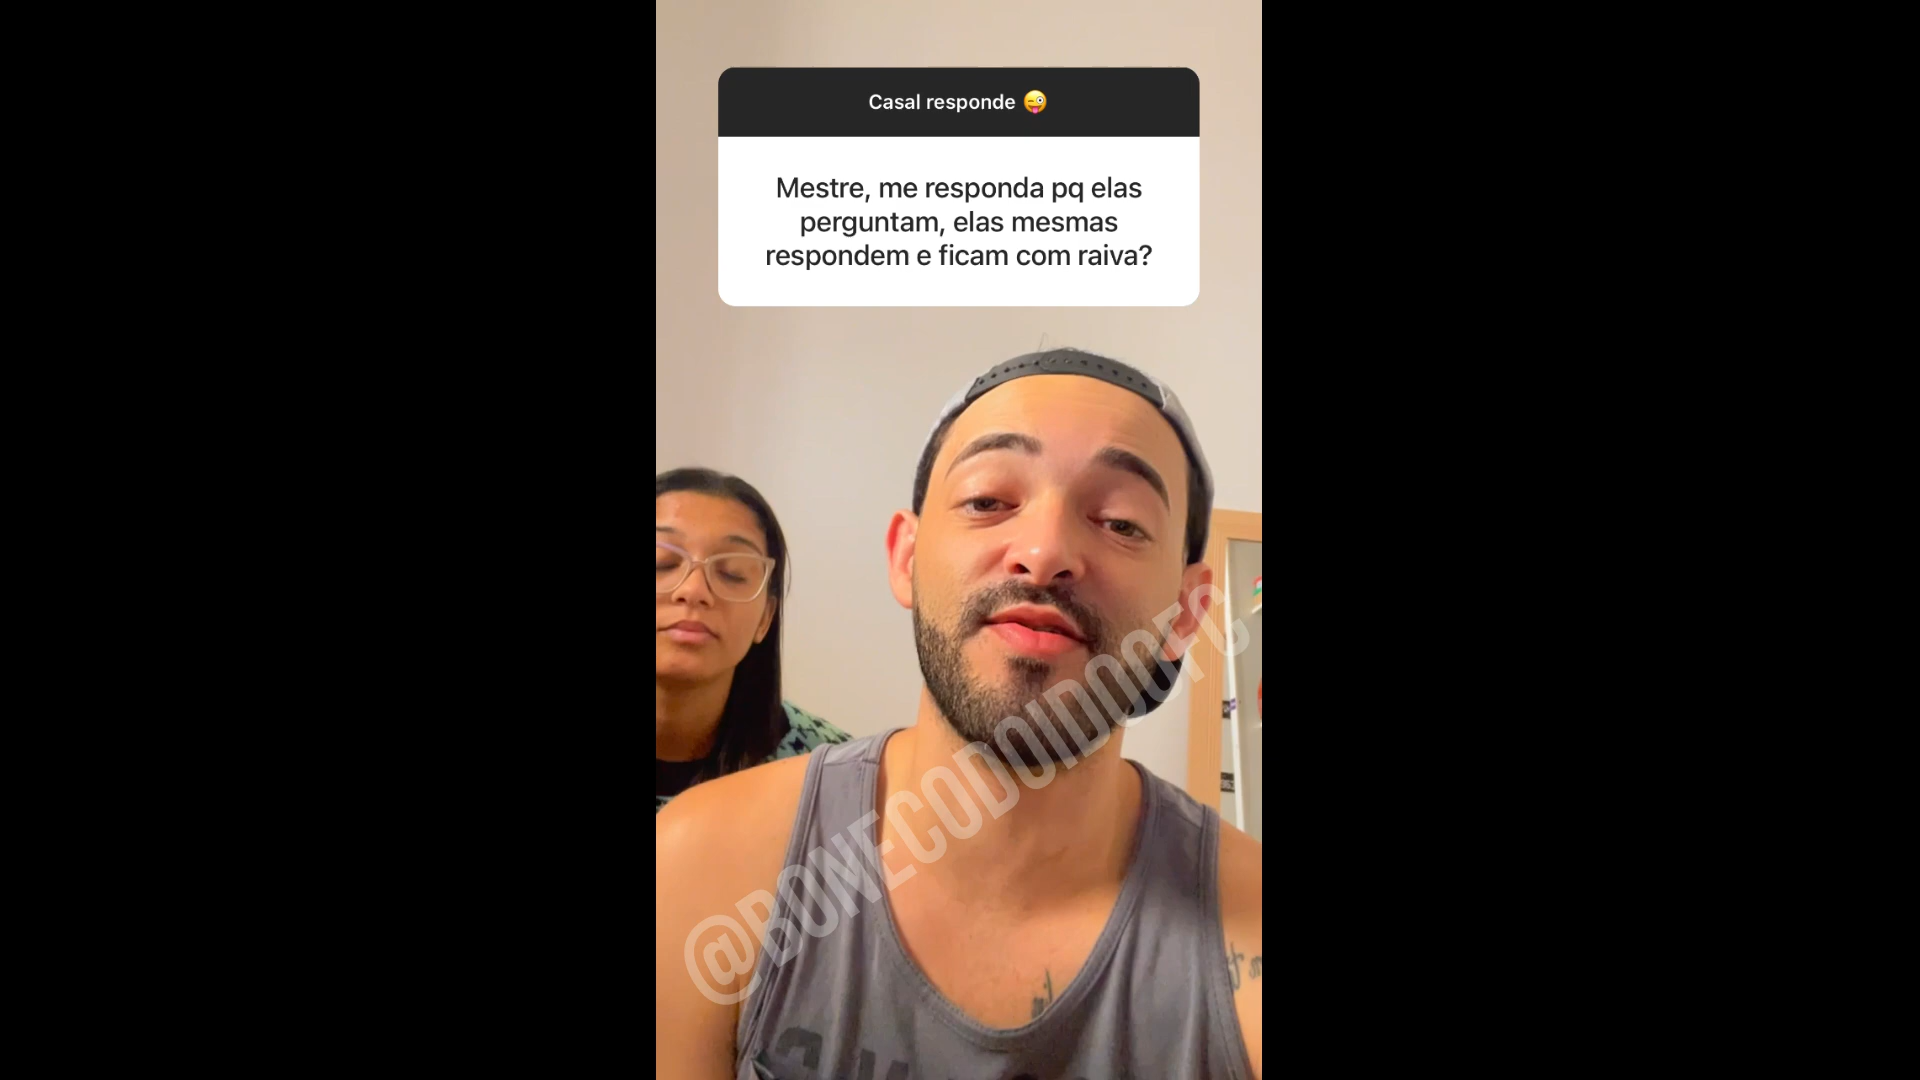 Casal responde 😜
Mestre, me responda pq elas
perguntam, elas mesmas
respondem e ficam com raiva?
@BONECODOIDOOFC